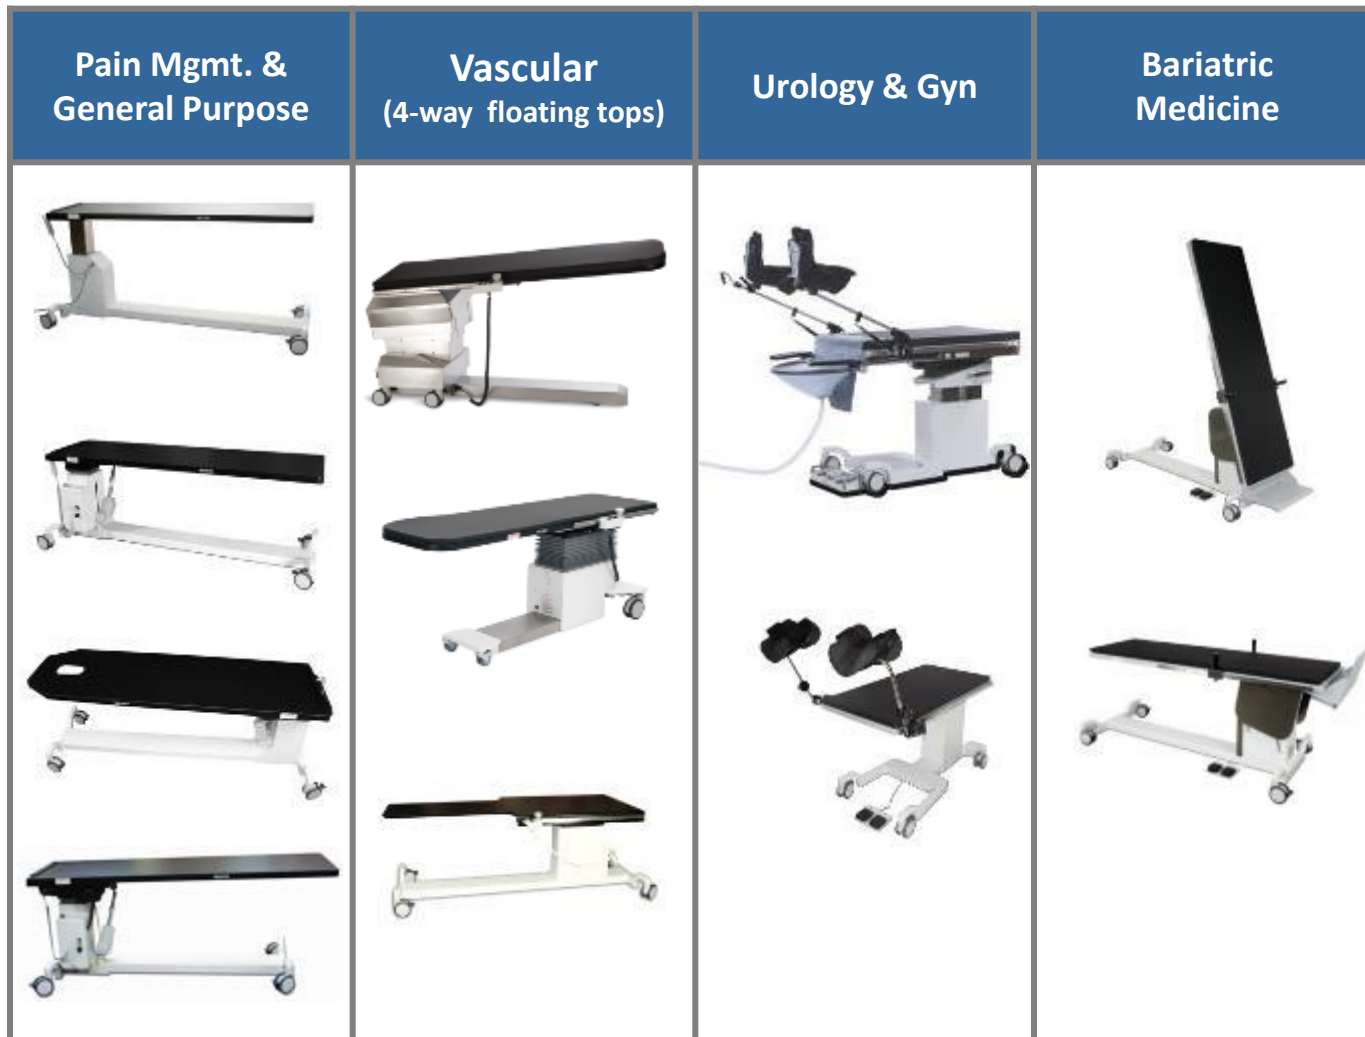 Pain Mgmt. &
General Purpose
Vascular
(4-way floating tops)
Urology & Gyn
Bariatric
Medicine